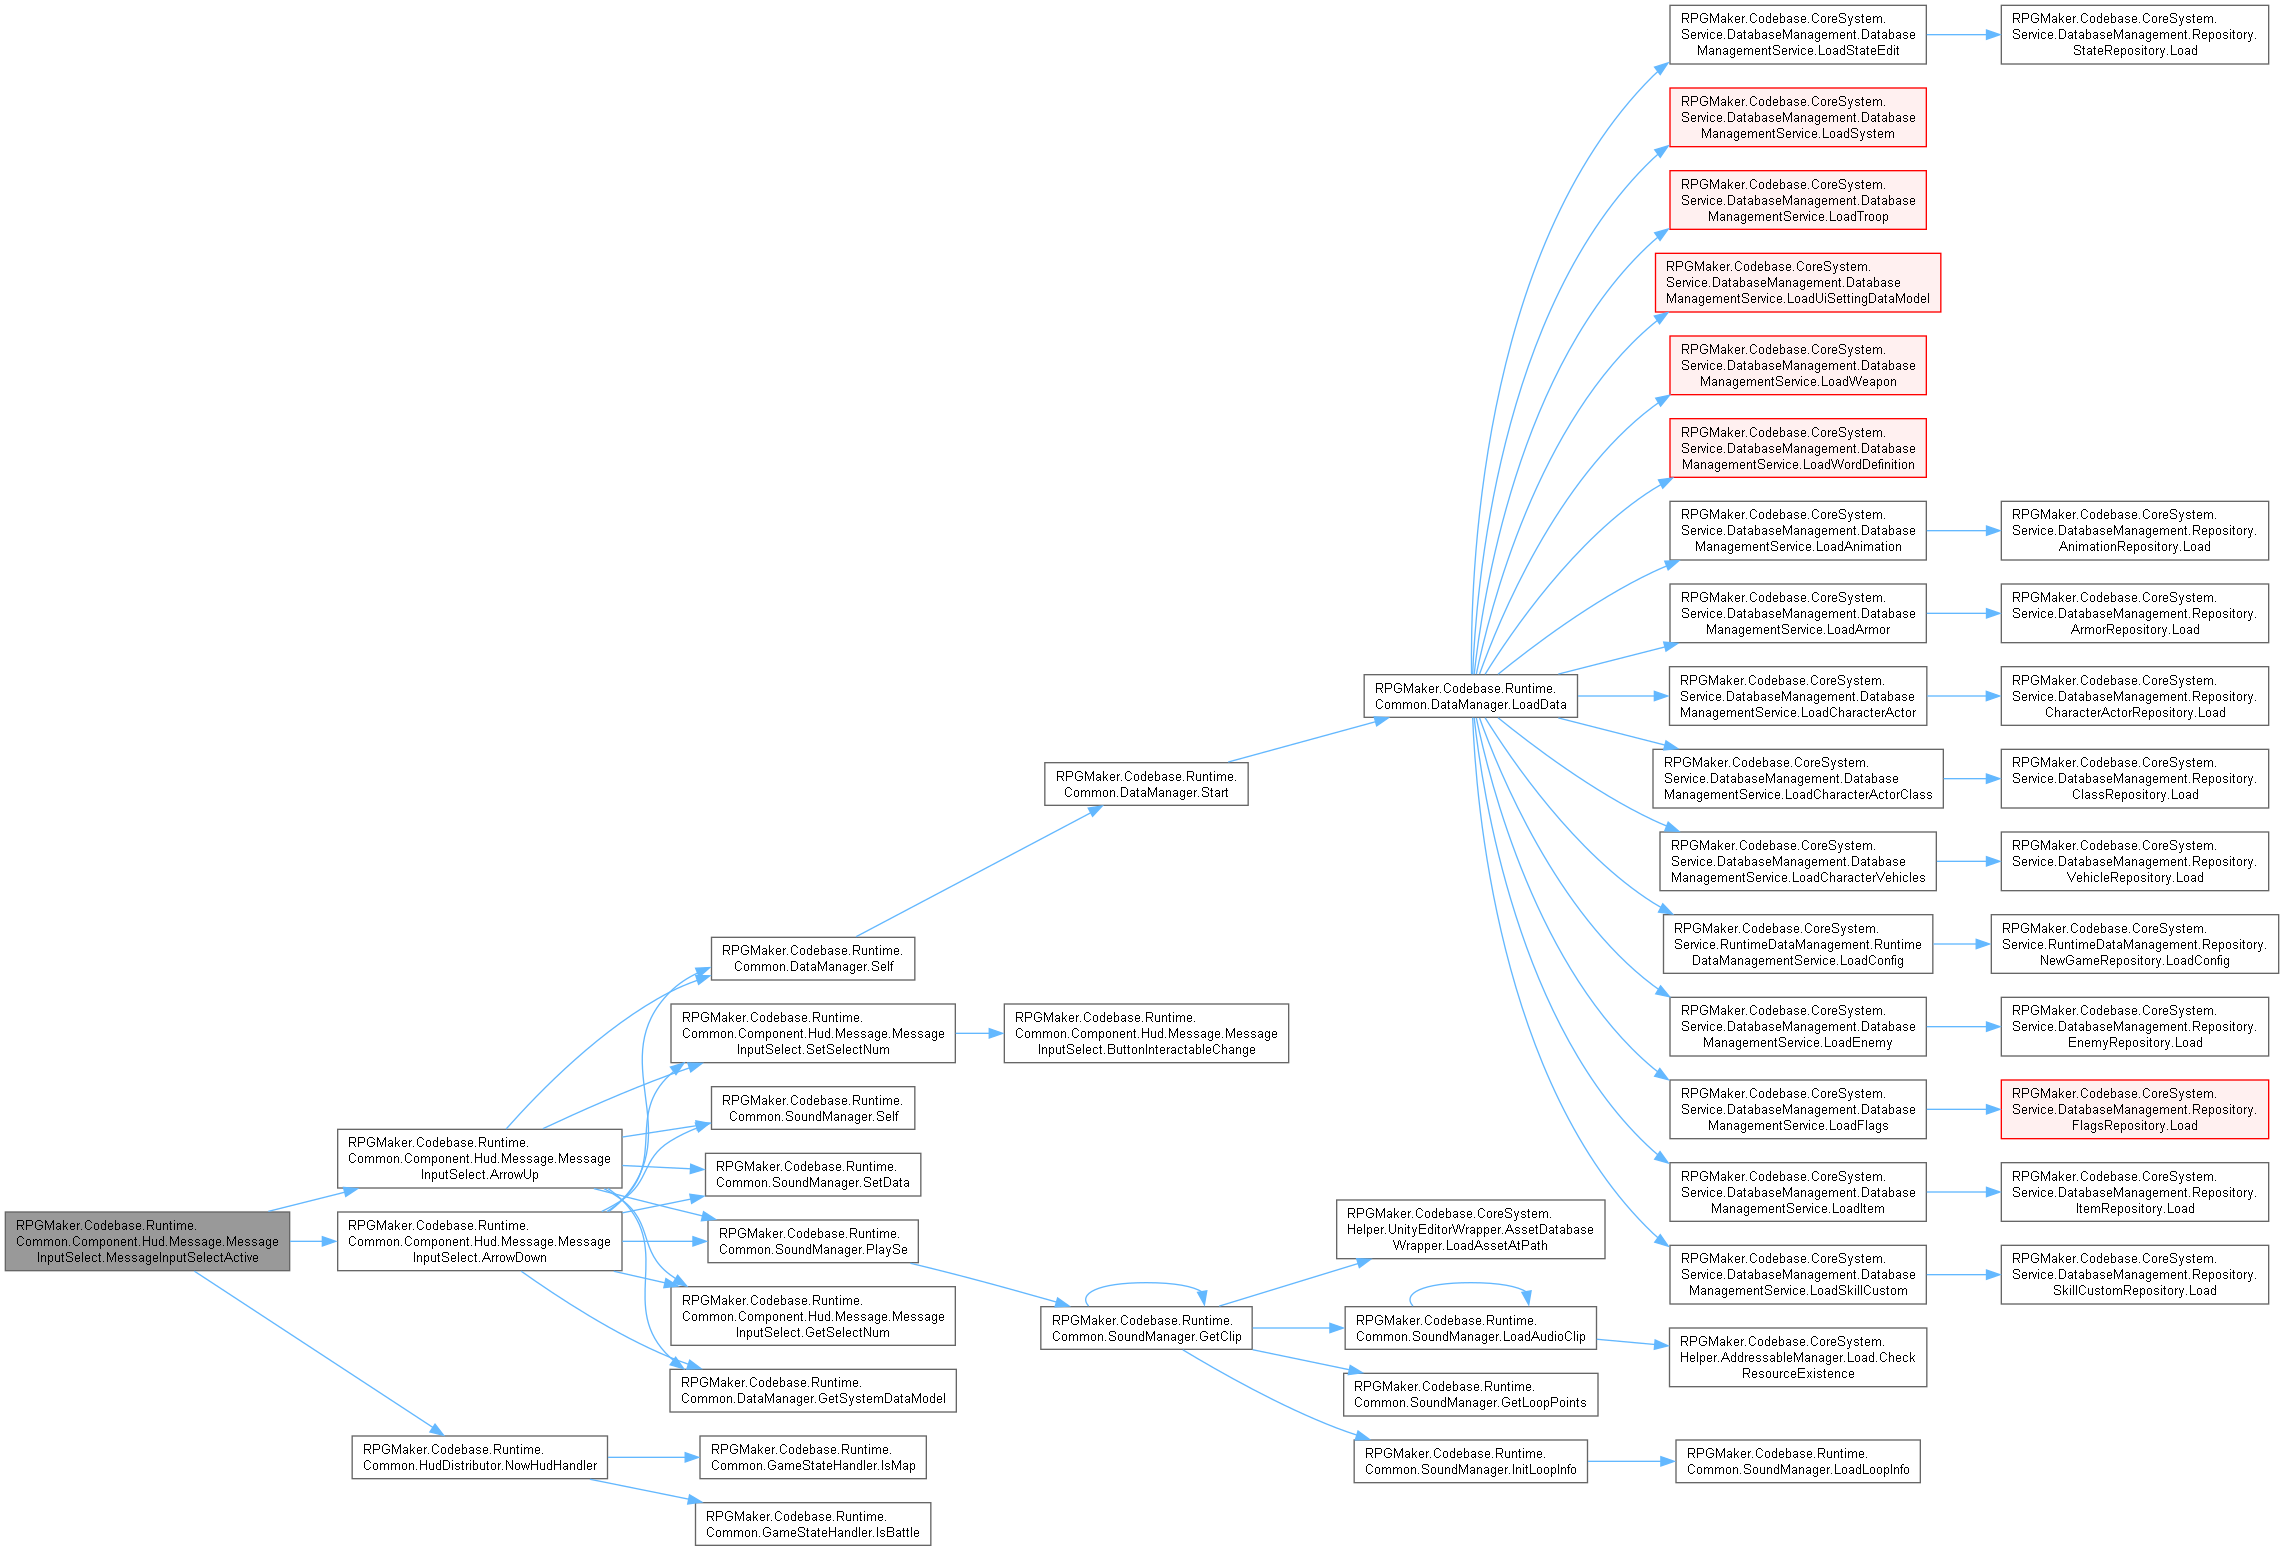 RPGMaker.Codebase.Runtime.
Common.Component.Hud.Message.Message
InputSelect.MessageInputSelectActive
RPGMaker.Codebase.Runtime.
Common.Component.Hud.Message.Message
InputSelect.ArrowUp
RPGMaker.Codebase.Runtime.
Common.Component.Hud.Message.Message
InputSelect.ArrowDown
RPGMaker.Codebase.Runtime.
Common.HudDistributor.NowHudHandler
RPGMaker.Codebase.Runtime.
Common.DataManager.Self
RPGMaker.Codebase.Runtime.
Common.Component.Hud.Message.Message
InputSelect.SetSelectNum
RPGMaker.Codebase.Runtime.
Common.SoundManager.Self
RPGMaker.Codebase.Runtime.
Common.SoundManager.SetData
RPGMaker.Codebase.Runtime.
Common.SoundManager.PlaySe
RPGMaker.Codebase.Runtime.
Common.Component.Hud.Message.Message
InputSelect.GetSelectNum
RPGMaker.Codebase.Runtime.
Common.DataManager.GetSystemDataModel
RPGMaker.Codebase.Runtime.
Common.GameStateHandler.IsMap
RPGMaker.Codebase.Runtime.
Common.GameStateHandler.IsBattle
RPGMaker.Codebase.Runtime.
Common.DataManager.Start
RPGMaker.Codebase.Runtime.
Common.Component.Hud.Message.Message
InputSelect.ButtonInteractableChange
RPGMaker.Codebase.Runtime.
Common.SoundManager.GetClip
RPGMaker.Codebase.Runtime.
Common.DataManager.LoadData
RPGMaker.Codebase.CoreSystem.
Helper.UnityEditorWrapper.AssetDatabase
Wrapper.LoadAssetAtPath
RPGMaker.Codebase.Runtime.
Common.SoundManager.LoadAudioClip
RPGMaker.Codebase.Runtime.
Common.SoundManager.GetLoopPoints
RPGMaker.Codebase.Runtime.
Common.SoundManager.InitLoopInfo
RPGMaker.Codebase.CoreSystem.
Service.DatabaseManagement.Database
ManagementService.LoadStateEdit
RPGMaker.Codebase.CoreSystem.
Service.DatabaseManagement.Database
ManagementService.LoadSystem
RPGMaker.Codebase.CoreSystem.
Service.DatabaseManagement.Database
ManagementService.LoadTroop
RPGMaker.Codebase.CoreSystem.
Service.DatabaseManagement.Database
ManagementService.LoadUiSettingDataModel
RPGMaker.Codebase.CoreSystem.
Service.DatabaseManagement.Database
ManagementService.LoadWeapon
RPGMaker.Codebase.CoreSystem.
Service.DatabaseManagement.Database
ManagementService.LoadWordDefinition
RPGMaker.Codebase.CoreSystem.
Service.DatabaseManagement.Database
ManagementService.LoadAnimation
RPGMaker.Codebase.CoreSystem.
Service.DatabaseManagement.Database
ManagementService.LoadArmor
RPGMaker.Codebase.CoreSystem.
Service.DatabaseManagement.Database
ManagementService.LoadCharacterActor
RPGMaker.Codebase.CoreSystem.
Service.DatabaseManagement.Database
ManagementService.LoadCharacterActorClass
RPGMaker.Codebase.CoreSystem.
Service.DatabaseManagement.Database
ManagementService.LoadCharacterVehicles
RPGMaker.Codebase.CoreSystem.
Service.RuntimeDataManagement.Runtime
DataManagementService.LoadConfig
RPGMaker.Codebase.CoreSystem.
Service.DatabaseManagement.Database
ManagementService.LoadEnemy
RPGMaker.Codebase.CoreSystem.
Service.DatabaseManagement.Database
ManagementService.LoadFlags
RPGMaker.Codebase.CoreSystem.
Service.DatabaseManagement.Database
ManagementService.LoadItem
RPGMaker.Codebase.CoreSystem.
Service.DatabaseManagement.Database
ManagementService.LoadSkillCustom
RPGMaker.Codebase.CoreSystem.
Helper.AddressableManager.Load.Check
ResourceExistence
RPGMaker.Codebase.Runtime.
Common.SoundManager.LoadLoopInfo
RPGMaker.Codebase.CoreSystem.
Service.DatabaseManagement.Repository.
StateRepository.Load
RPGMaker.Codebase.CoreSystem.
Service.DatabaseManagement.Repository.
AnimationRepository.Load
RPGMaker.Codebase.CoreSystem.
Service.DatabaseManagement.Repository.
ArmorRepository.Load
RPGMaker.Codebase.CoreSystem.
Service.DatabaseManagement.Repository.
CharacterActorRepository.Load
RPGMaker.Codebase.CoreSystem.
Service.DatabaseManagement.Repository.
ClassRepository.Load
RPGMaker.Codebase.CoreSystem.
Service.DatabaseManagement.Repository.
VehicleRepository.Load
RPGMaker.Codebase.CoreSystem.
Service.RuntimeDataManagement.Repository.
NewGameRepository.LoadConfig
RPGMaker.Codebase.CoreSystem.
Service.DatabaseManagement.Repository.
EnemyRepository.Load
RPGMaker.Codebase.CoreSystem.
Service.DatabaseManagement.Repository.
FlagsRepository.Load
RPGMaker.Codebase.CoreSystem.
Service.DatabaseManagement.Repository.
ItemRepository.Load
RPGMaker.Codebase.CoreSystem.
Service.DatabaseManagement.Repository.
SkillCustomRepository.Load